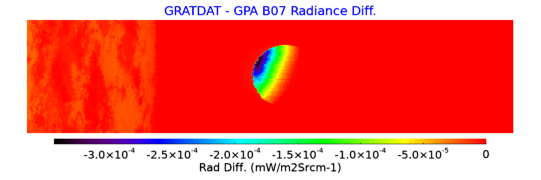 GRATDAT - GPA B07 Radiance Diff.
-3.0×10⁻⁴ -2.5×10⁻⁴ -2.0×10⁻⁴ -1.5×10⁻⁴ -1.0×10⁻⁴ -5.0×10⁻⁵ 0
Rad Diff. (mW/m2Srcm-1)